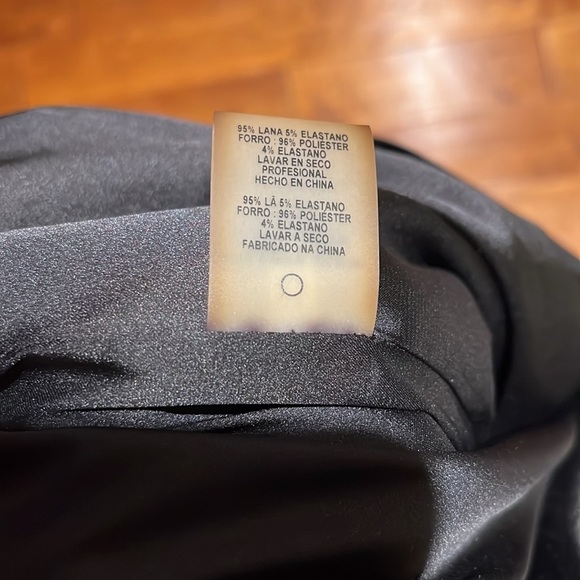 95% LANA 5% ELASTANO
FORRO : 96% POLIÉSTER
4% ELASTANO
LAVAR EN SECO
PROFESIONAL
HECHO EN CHINA
95% LÃ 5% ELASTANO
FORRO : 96% POLIÉSTER
4% ELASTANO
LAVAR A SECO
FABRICADO NA CHINA